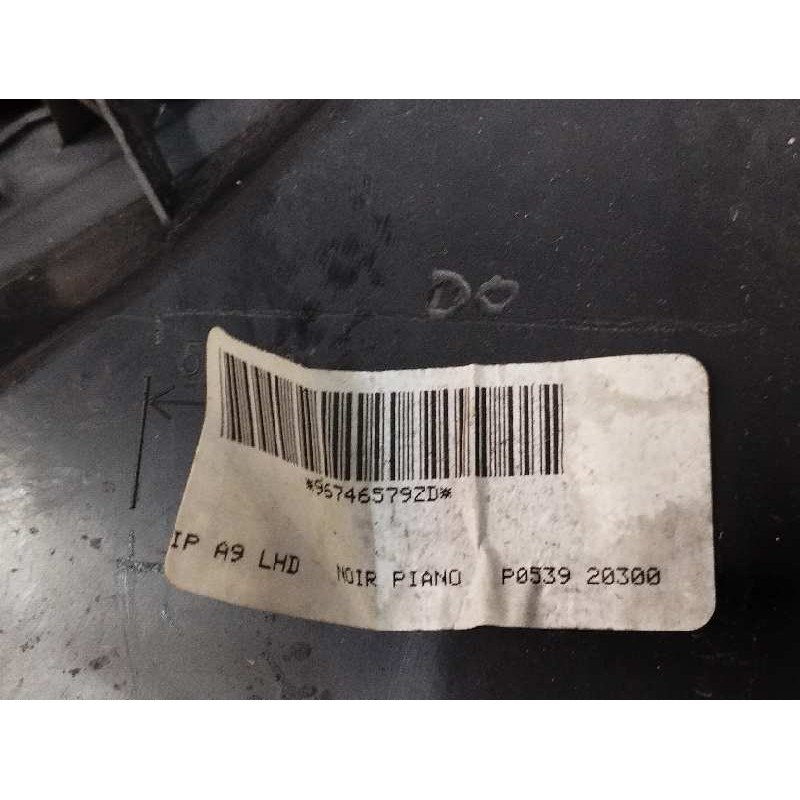 DO
*96746579ZD*
IP A9 LHD NOIR PIANO P0539 20300